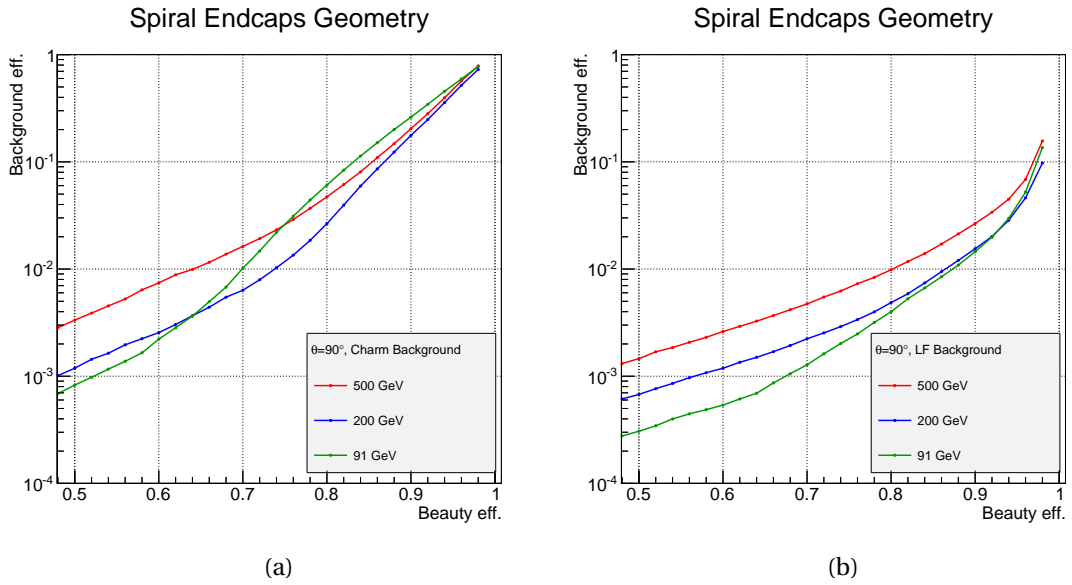 Spiral Endcaps Geometry
Background eff.
1
10-1
10-2
10-3
10-4
θ=90°, Charm Background
500 GeV
200 GeV
91 GeV
0.5 0.6 0.7 0.8 0.9 1
Beauty eff.
(a)
Spiral Endcaps Geometry
Background eff.
1
10-1
10-2
10-3
10-4
θ=90°, LF Background
500 GeV
200 GeV
91 GeV
0.5 0.6 0.7 0.8 0.9 1
Beauty eff.
(b)